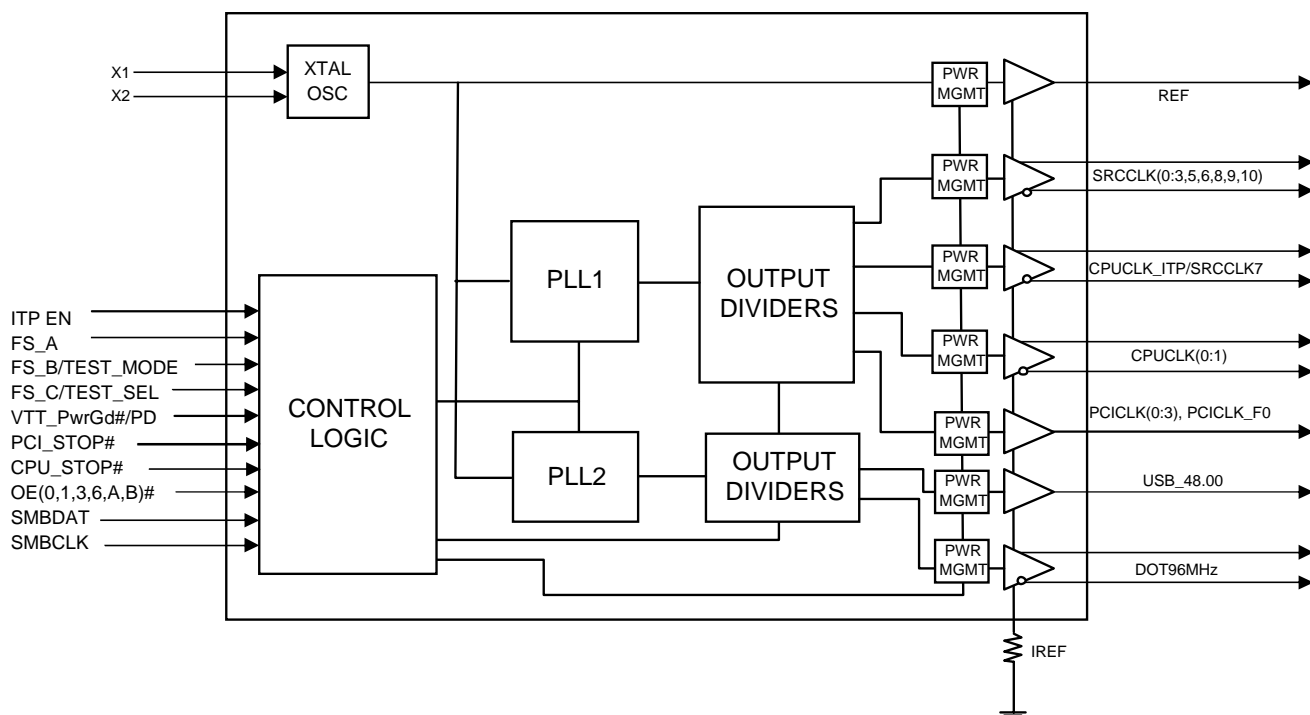 X1
X2
XTAL
OSC
PWR
MGMT
REF
PWR
MGMT
SRCCLK(0:3,5,6,8,9,10)
PWR
MGMT
CPUCLK_ITP/SRCCLK7
PWR
MGMT
CPUCLK(0:1)
PWR
MGMT
PCICLK(0:3), PCICLK_F0
PWR
MGMT
USB_48.00
PWR
MGMT
DOT96MHz
IREF
PLL1
OUTPUT
DIVIDERS
PLL2
OUTPUT
DIVIDERS
CONTROL
LOGIC
ITP EN
FS_A
FS_B/TEST_MODE
FS_C/TEST_SEL
VTT_PwrGd#/PD
PCI_STOP#
CPU_STOP#
OE(0,1,3,6,A,B)#
SMBDAT
SMBCLK